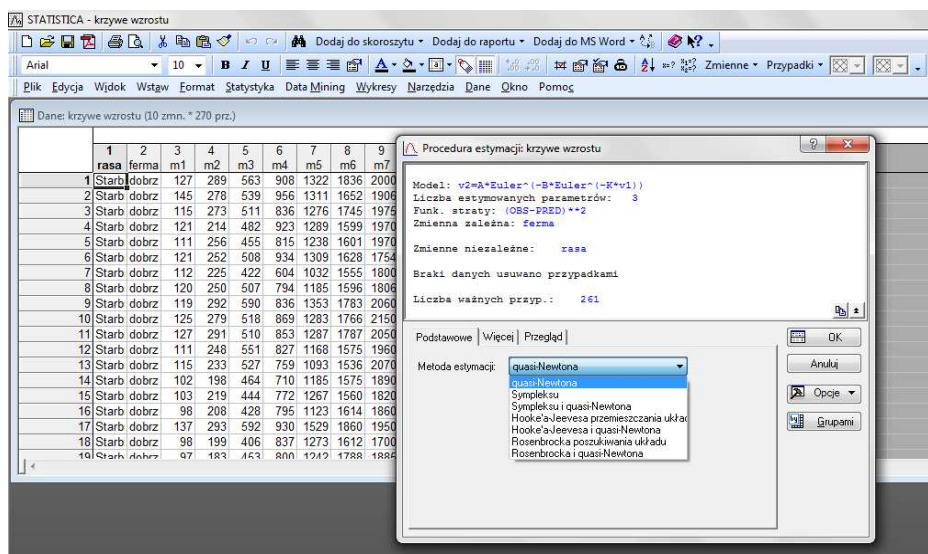 STATISTICA - krzywe wzrostu
Dodaj do skoroszytu Dodaj do raportu Dodaj do MS Word
Arial 10 B I U Zmienne Przypadki
Plik Edycja Widok Wstaw Format Statystyka Data Mining Wykresy Narzędzia Dane Okno Pomoc
Dane: krzywe wzrostu (10 zmn. * 270 prz.)
1 2 3 4 5 6 7 8 9
rasa ferma m1 m2 m3 m4 m5 m6 m7
1 Starb dobrz 127 289 563 908 1322 1836 2000
2 Starb dobrz 145 278 539 956 1311 1652 1906
3 Starb dobrz 115 273 511 836 1276 1745 1975
4 Starb dobrz 121 214 482 923 1289 1599 1970
5 Starb dobrz 111 256 455 815 1238 1601 1970
6 Starb dobrz 121 252 508 934 1309 1628 1754
7 Starb dobrz 112 225 422 604 1032 1555 1800
8 Starb dobrz 120 250 507 794 1185 1596 1806
9 Starb dobrz 119 292 590 836 1353 1783 2060
10 Starb dobrz 125 279 518 869 1283 1766 2150
11 Starb dobrz 127 291 510 853 1287 1787 2050
12 Starb dobrz 111 248 551 827 1168 1575 1960
13 Starb dobrz 115 233 527 759 1093 1536 2070
14 Starb dobrz 102 198 464 710 1185 1575 1890
15 Starb dobrz 103 219 444 772 1267 1560 1820
16 Starb dobrz 98 208 428 795 1123 1614 1860
17 Starb dobrz 137 293 592 930 1529 1860 1950
18 Starb dobrz 98 199 406 837 1273 1612 1700
19 Starb dobrz 97 183 453 800 1242 1788 1885
Procedura estymacji: krzywe wzrostu
Model: v2=A*Euler^(-B*Euler^(-K*v1))
Liczba estymowanych parametrów: 3
Funk. straty: (OBS-PRED)**2
Zmienna zależna: ferma
Zmienne niezależne: rasa
Braki danych usuwano przypadkami
Liczba ważnych przyp.: 261
Podstawowe Więcej Przegląd
Metoda estymacji: quasi-Newtona
quasi-Newtona
Sympleksu
Sympleksu i quasi-Newtona
Hooke'a-Jeevesa przemieszczania układ
Hooke'a-Jeevesa i quasi-Newtona
Rosenbrocka poszukiwania układu
Rosenbrocka i quasi-Newtona
OK
Anuluj
Opcje
Grupami